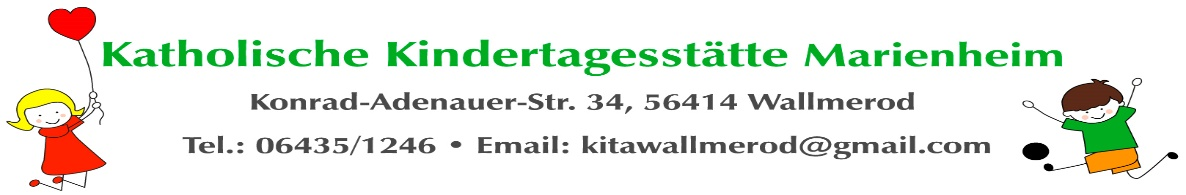 Katholische Kindertagesstätte Marienheim
Konrad-Adenauer-Str. 34, 56414 Wallmerod
Tel.: 06435/1246 • Email: kitawallmerod@gmail.com